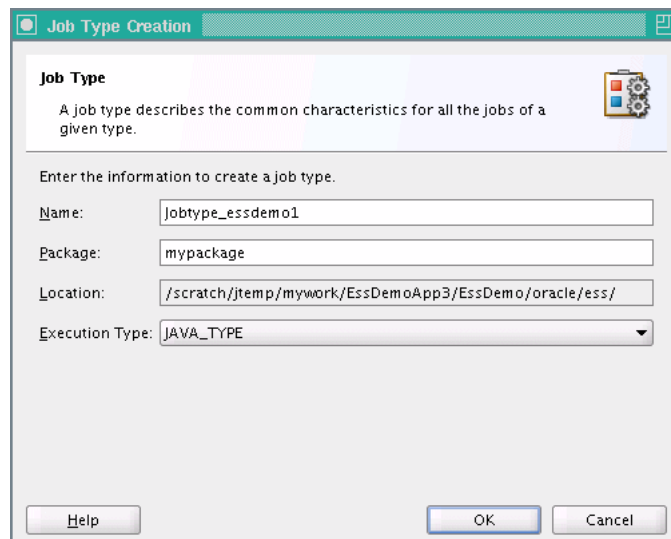 Job Type Creation
Job Type
A job type describes the common characteristics for all the jobs of a
given type.
Enter the information to create a job type.
Name: Jobtype_essdemo1
Package: mypackage
Location: /scratch/jtemp/mywork/EssDemoApp3/EssDemo/oracle/ess/
Execution Type: JAVA_TYPE
Help OK Cancel